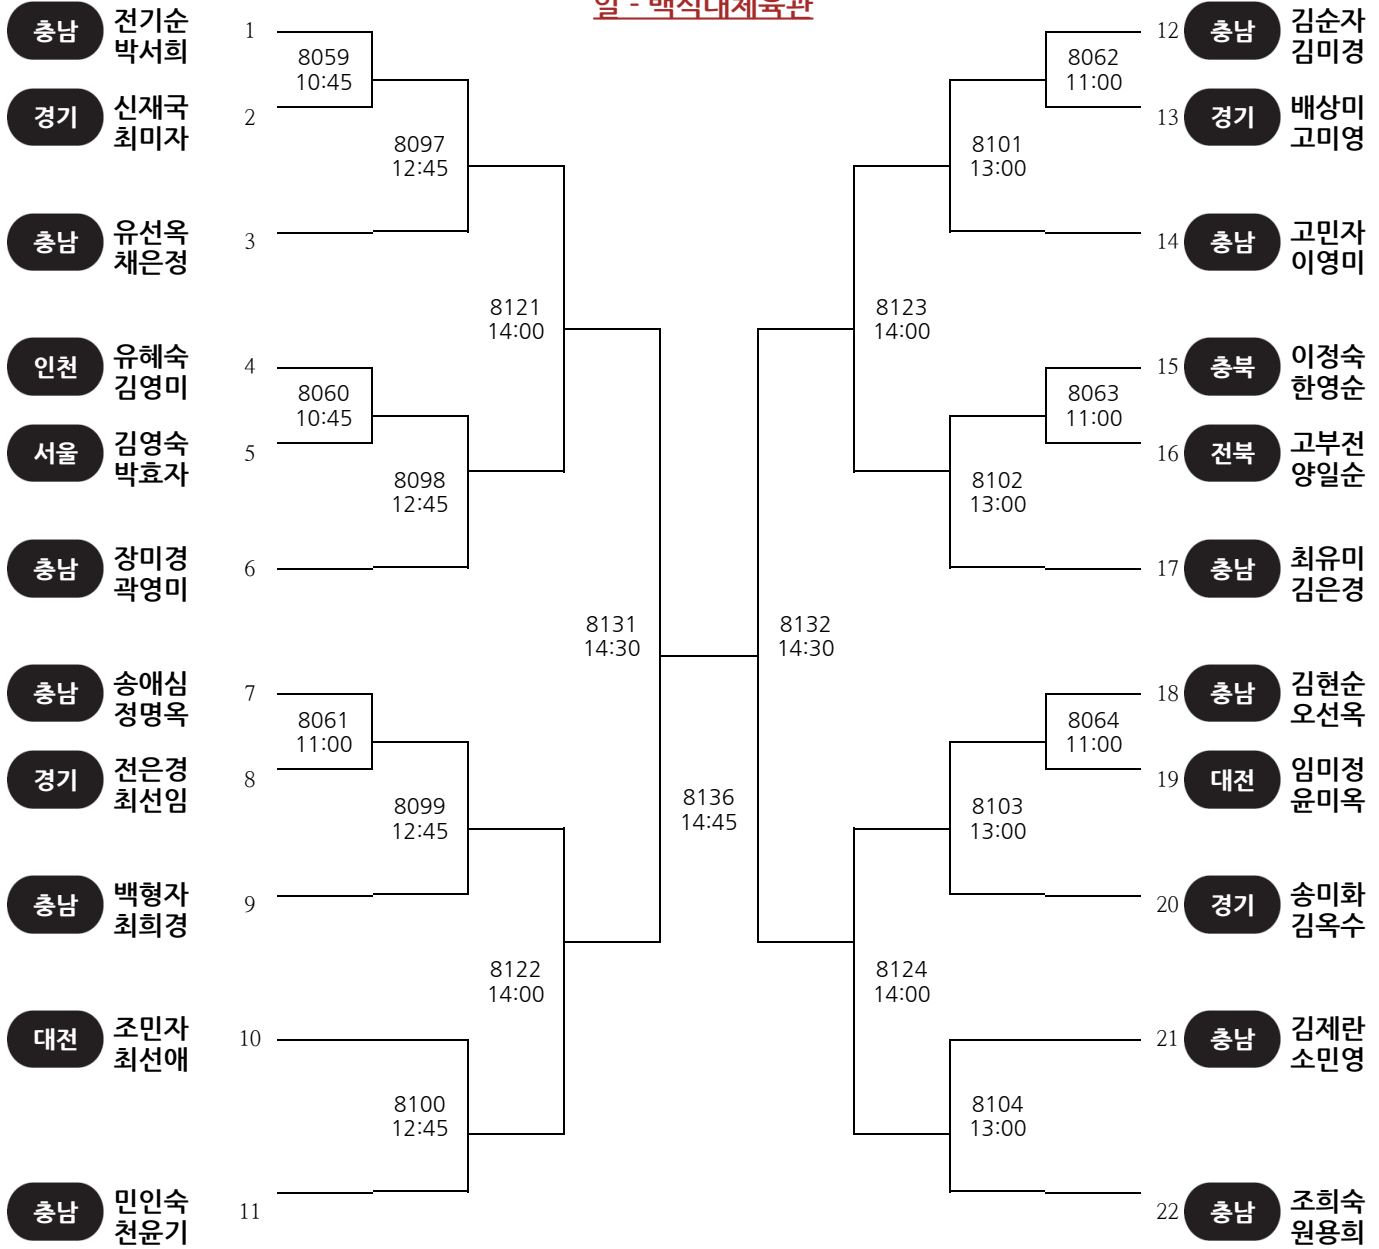 일 - 백석대체육관
충남 전기순 박서희 1
경기 신재국 최미자 2
8059
10:45
8097
12:45
충남 유선옥 채은정 3
8121
14:00
인천 유혜숙 김영미 4
8060
10:45
서울 김영숙 박효자 5
8098
12:45
충남 장미경 곽영미 6
8131
14:30
충남 송애심 정명옥 7
8061
11:00
경기 전은경 최선임 8
8099
12:45
충남 백형자 최희경 9
8122
14:00
대전 조민자 최선애 10
8100
12:45
충남 민인숙 천윤기 11
8136
14:45
12 충남 김순자 김미경
8062
11:00
13 경기 배상미 고미영
8101
13:00
14 충남 고민자 이영미
8123
14:00
15 충북 이정숙 한영순
8063
11:00
16 전북 고부전 양일순
8102
13:00
17 충남 최유미 김은경
8132
14:30
18 충남 김현순 오선옥
8064
11:00
19 대전 임미정 윤미옥
8103
13:00
20 경기 송미화 김옥수
8124
14:00
21 충남 김제란 소민영
8104
13:00
22 충남 조희숙 원용희